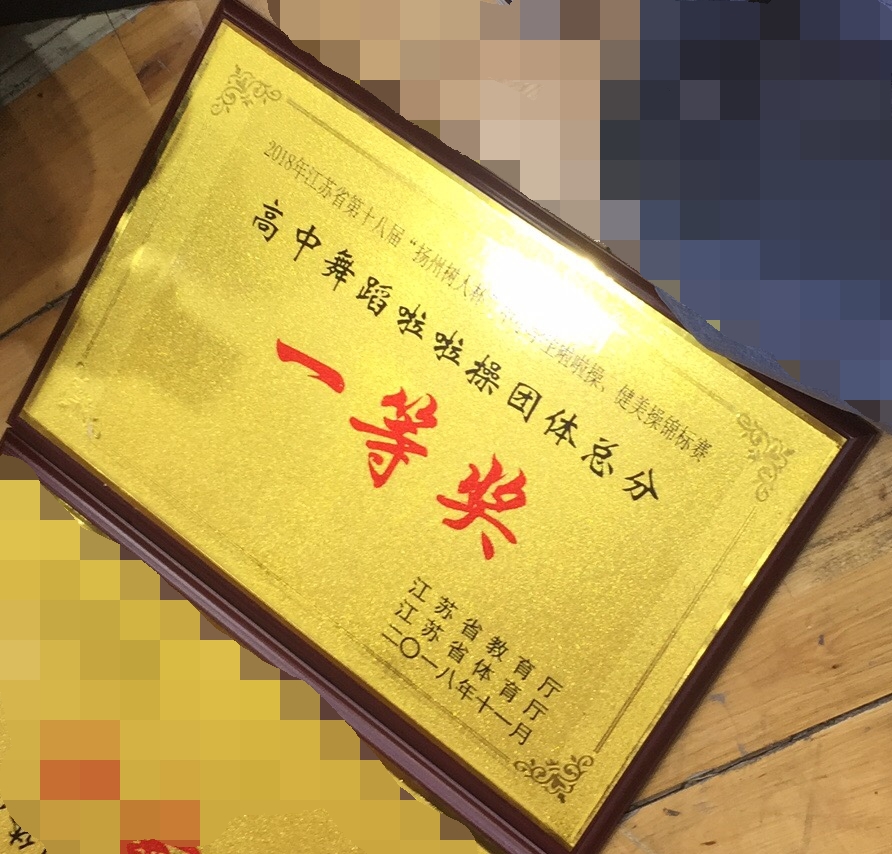 2018年江苏省第十八届“扬州树人杯”学生啦啦操、健美操锦标赛
高中舞蹈啦啦操团体总分
一等奖
江苏省教育厅
江苏省体育厅
二〇一八年十一月